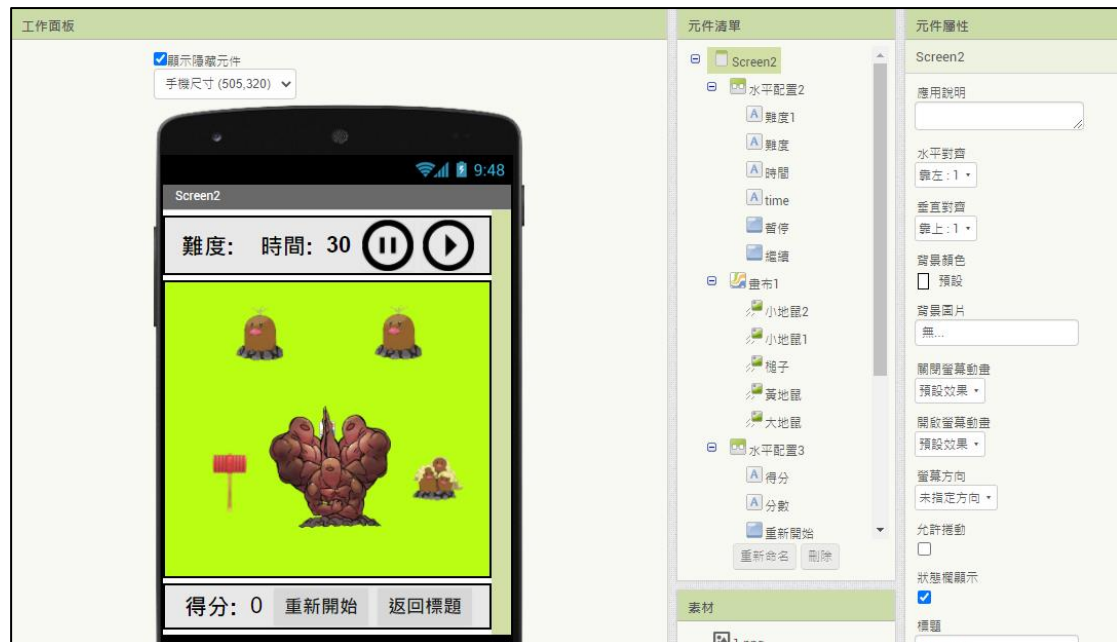 工作面板
顯示隱藏元件
手機尺寸 (505,320)
9:48
Screen2
難度: 時間: 30
得分: 0 重新開始 返回標題
元件清單
Screen2
水平配置2
難度1
難度
時間
time
暫停
繼續
畫布1
小地鼠2
小地鼠1
槌子
黃地鼠
大地鼠
水平配置3
得分
分數
重新開始
重新命名 刪除
素材
元件屬性
Screen2
應用說明
水平對齊
靠左 : 1
垂直對齊
靠上 : 1
背景顏色
預設
背景圖片
無...
關閉螢幕動畫
預設效果
開啟螢幕動畫
預設效果
螢幕方向
未指定方向
允許捲動
狀態欄顯示
標題